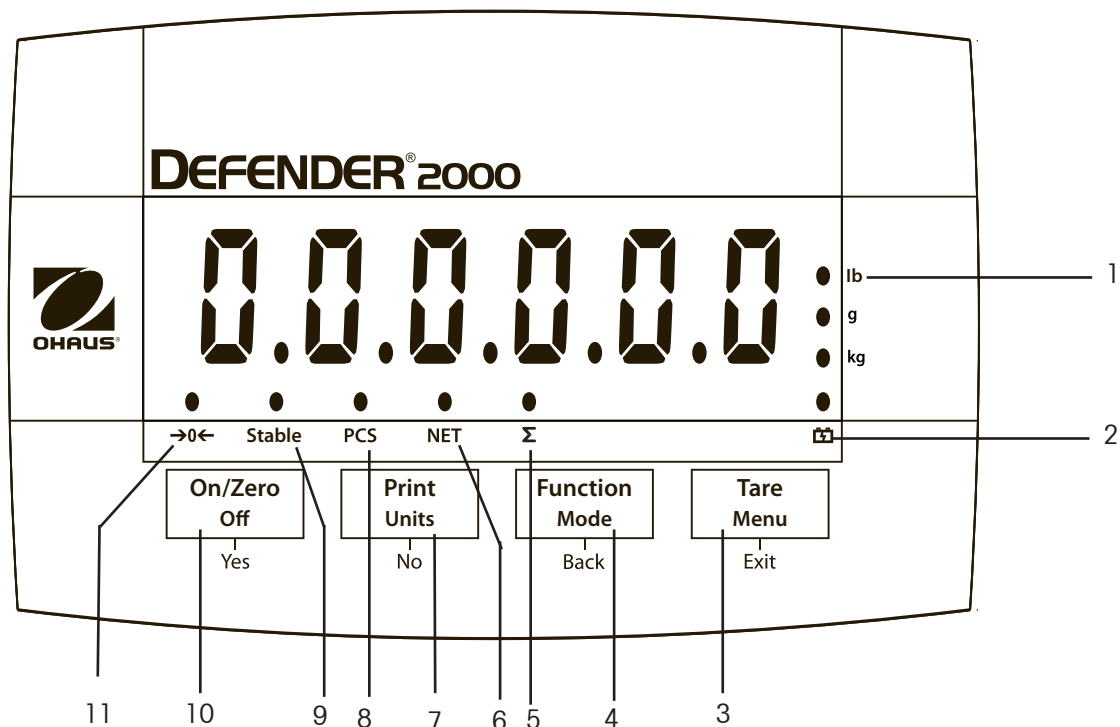 DEFENDER® 2000
0.0.0.0.0.0
lb
1
g
kg
OHAUS®
→0← Stable PCS NET Σ
2
On/Zero
Off
Yes
Print
Units
No
Function
Mode
Back
Tare
Menu
Exit
11 10 9 8 7 6 5 4 3